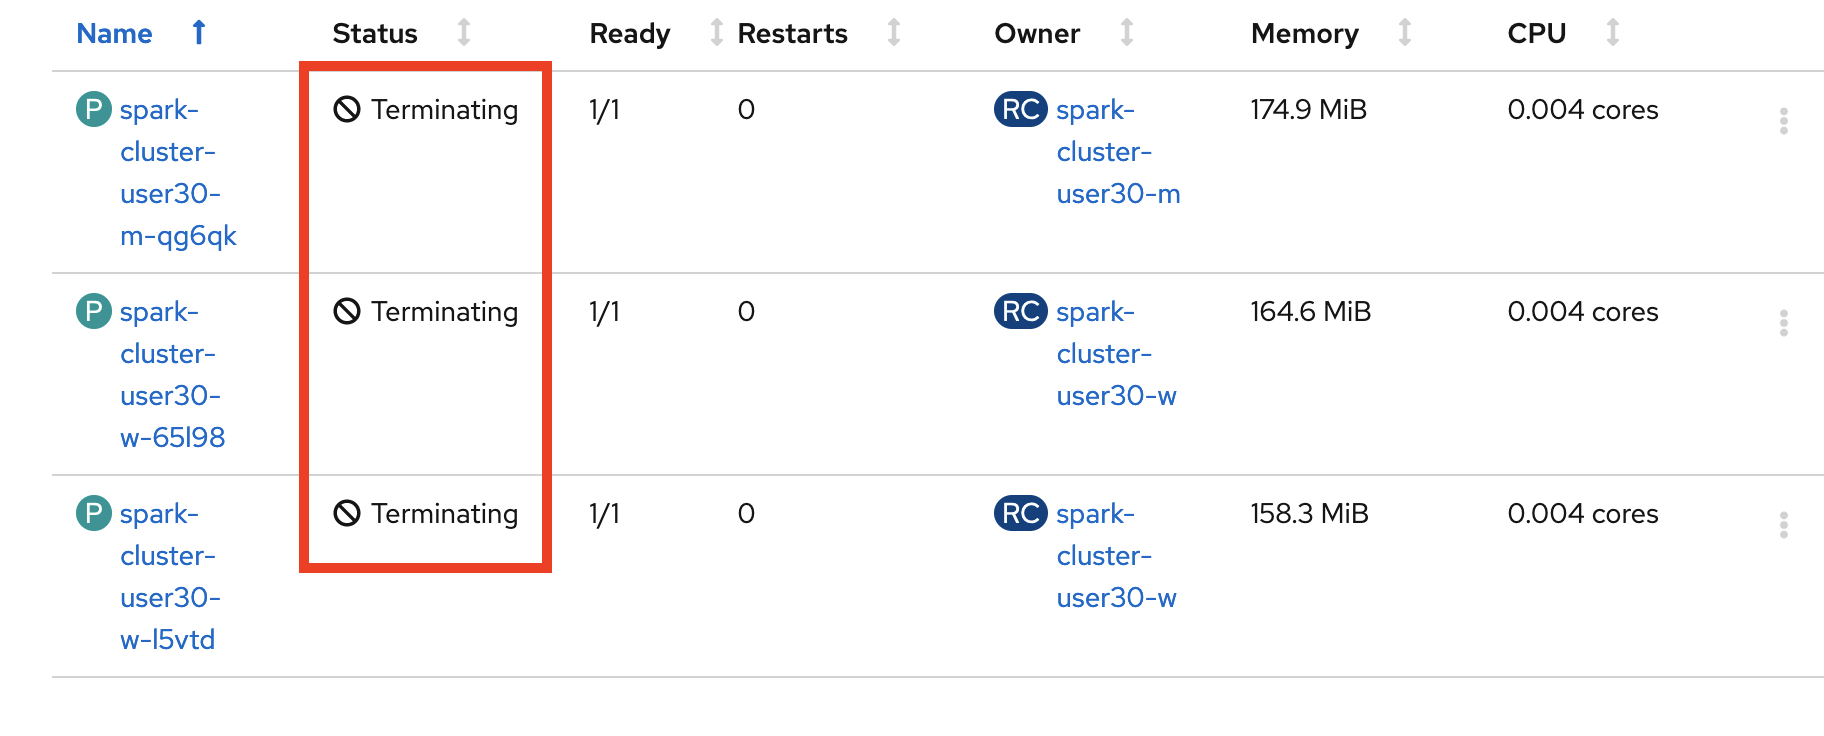 Name Status Ready Restarts Owner Memory CPU
P spark- Terminating 1/1 0 RC spark- 174.9 MiB 0.004 cores
cluster- cluster-
user30- user30-m
m-qg6qk
P spark- Terminating 1/1 0 RC spark- 164.6 MiB 0.004 cores
cluster- cluster-
user30- user30-w
w-65l98
P spark- Terminating 1/1 0 RC spark- 158.3 MiB 0.004 cores
cluster- cluster-
user30- user30-w
w-l5vtd